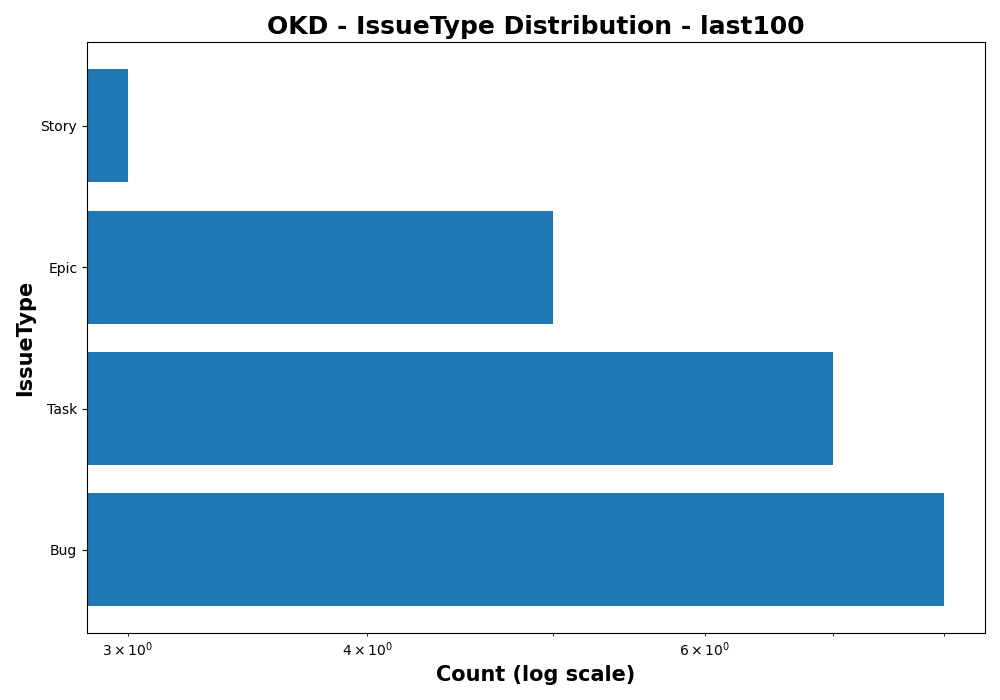 OKD - IssueType Distribution - last100
Story
Epic
Task
Bug
IssueType
3 × 10⁰ 4 × 10⁰ 6 × 10⁰
Count (log scale)